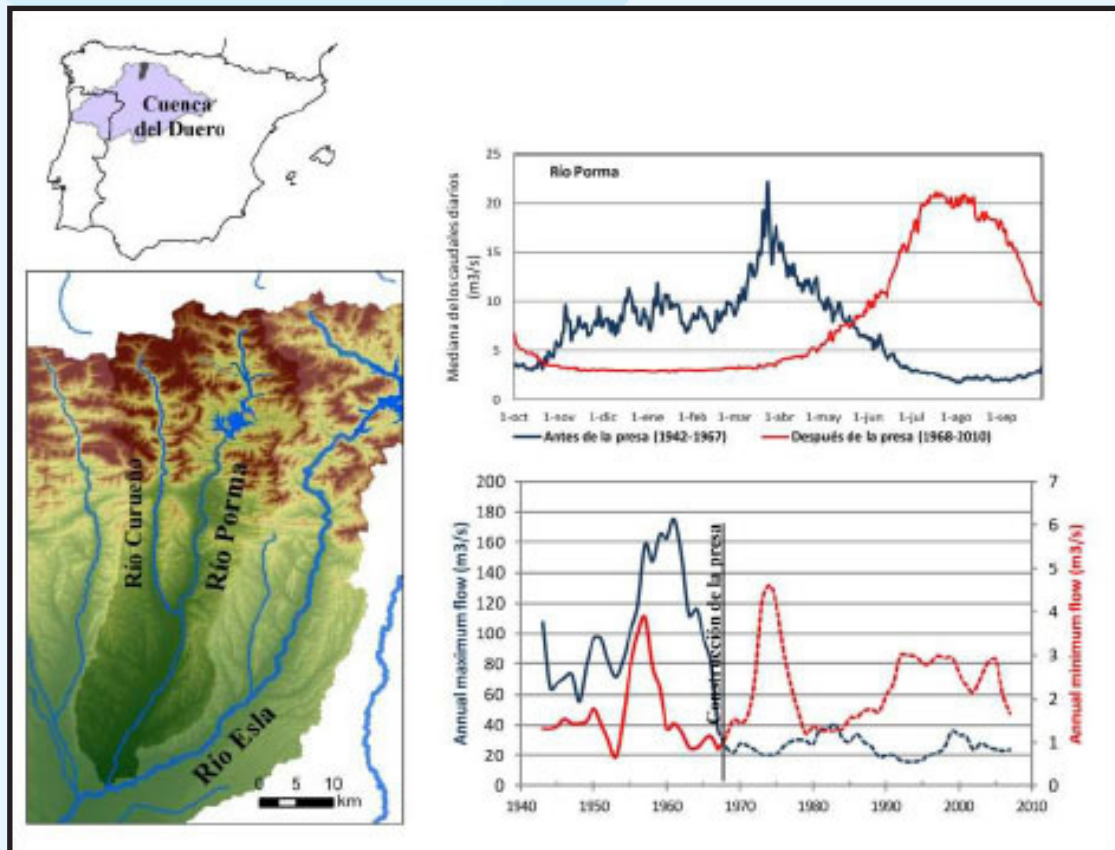 Cuenca
del Duero
Río Curueño
Río Porma
Río Esla
0 5 10
km
Río Porma
Mediana de los caudales diarios
(m3/s)
25
20
15
10
5
0
1-oct 1-nov 1-dic 1-ene 1-feb 1-mar 1-abr 1-may 1-jun 1-jul 1-ago 1-sep
Antes de la presa (1942-1967) Después de la presa (1968-2010)
Annual maximum flow (m3/s)
200
180
160
140
120
100
80
60
40
20
0
Construcción de la presa
7
6
5
4
3
2
1
0
Annual minimum flow (m3/s)
1940 1950 1960 1970 1980 1990 2000 2010